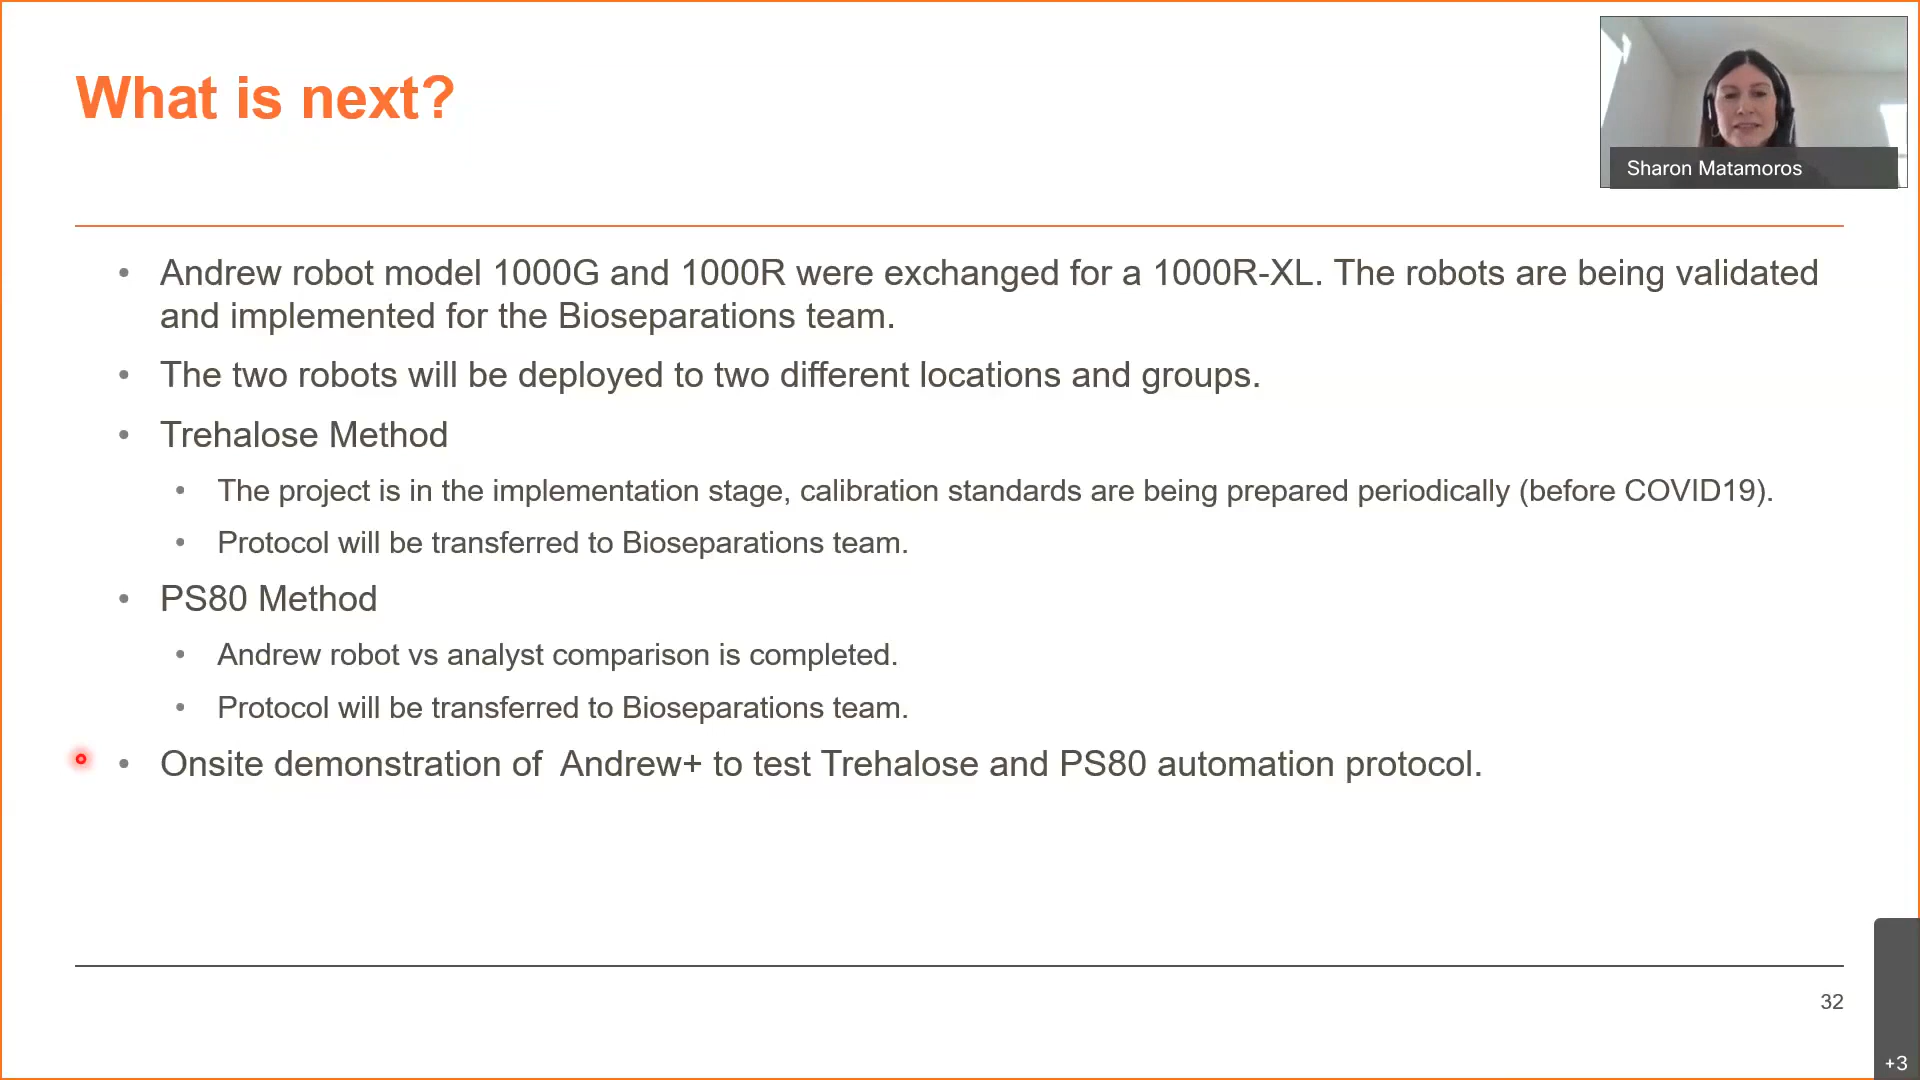 What is next?
Sharon Matamoros
• Andrew robot model 1000G and 1000R were exchanged for a 1000R-XL. The robots are being validated
and implemented for the Bioseparations team.
• The two robots will be deployed to two different locations and groups.
• Trehalose Method
• The project is in the implementation stage, calibration standards are being prepared periodically (before COVID19).
• Protocol will be transferred to Bioseparations team.
• PS80 Method
• Andrew robot vs analyst comparison is completed.
• Protocol will be transferred to Bioseparations team.
• Onsite demonstration of  Andrew+ to test Trehalose and PS80 automation protocol.
32
+3